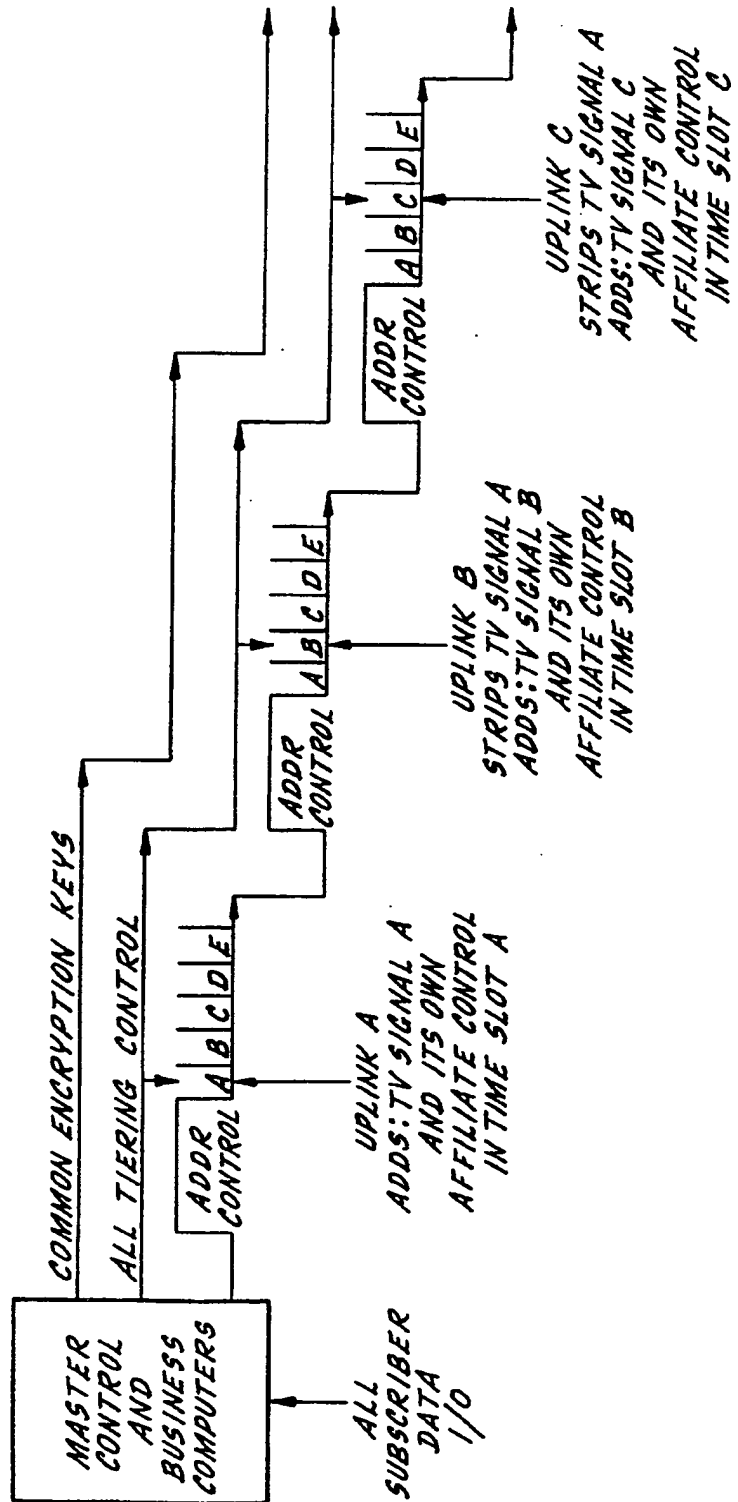 MASTER
CONTROL
AND
BUSINESS
COMPUTERS
ALL
SUBSCRIBER
DATA
I/O
COMMON ENCRYPTION KEYS
ALL TIERING CONTROL
ADDR
CONTROL
A B C D E
UPLINK A
ADDS: TV SIGNAL A
AND ITS OWN
AFFILIATE CONTROL
IN TIME SLOT A
ADDR
CONTROL
A B C D E
UPLINK B
STRIPS TV SIGNAL A
ADDS: TV SIGNAL B
AND ITS OWN
AFFILIATE CONTROL
IN TIME SLOT B
ADDR
CONTROL
A B C D E
UPLINK C
STRIPS TV SIGNAL A
ADDS: TV SIGNAL C
AND ITS OWN
AFFILIATE CONTROL
IN TIME SLOT C